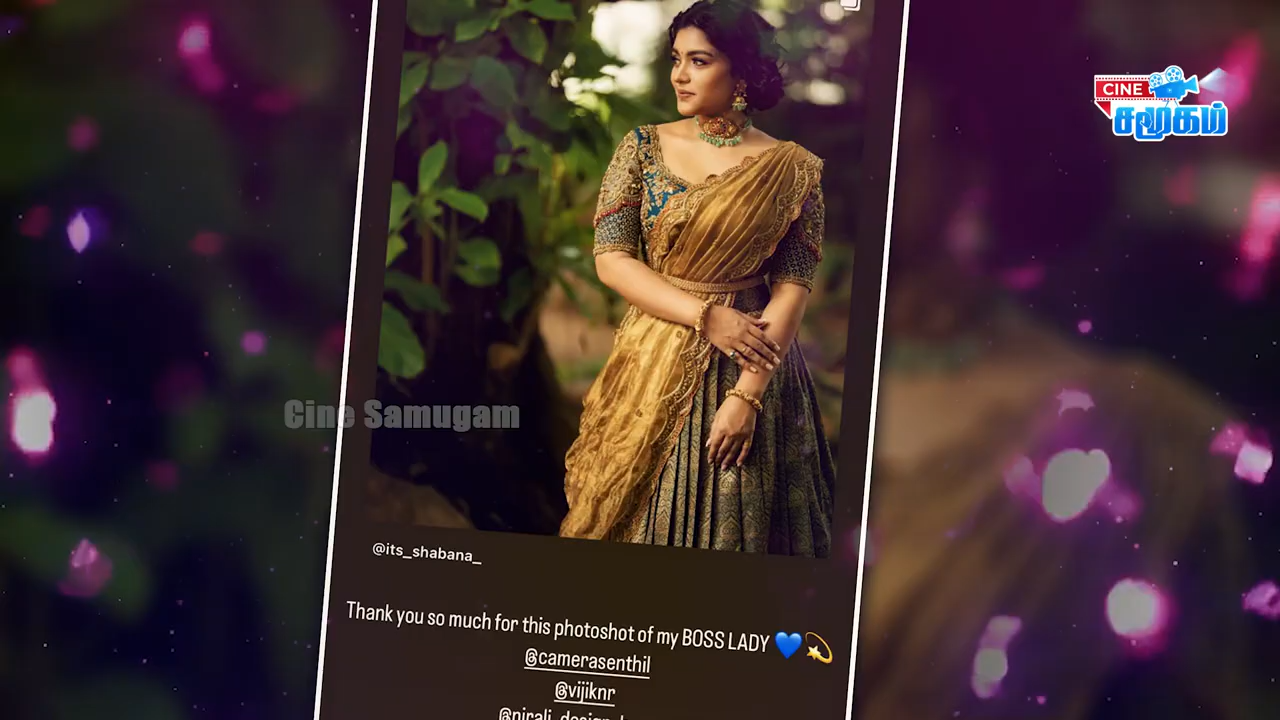 CINE
சமூகம்
Cine Samugam
@its_shabana_
Thank you so much for this photoshot of my BOSS LADY 💙💫
@camerasenthil
@vijiknr